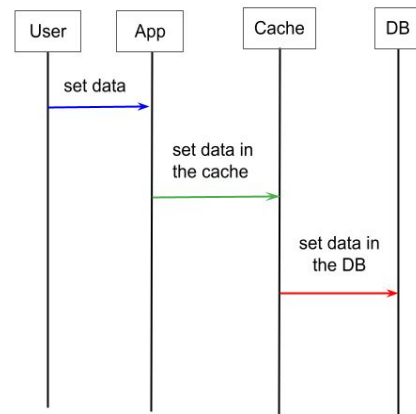 User
App
Cache
DB
set data
set data in
the cache
set data in
the DB